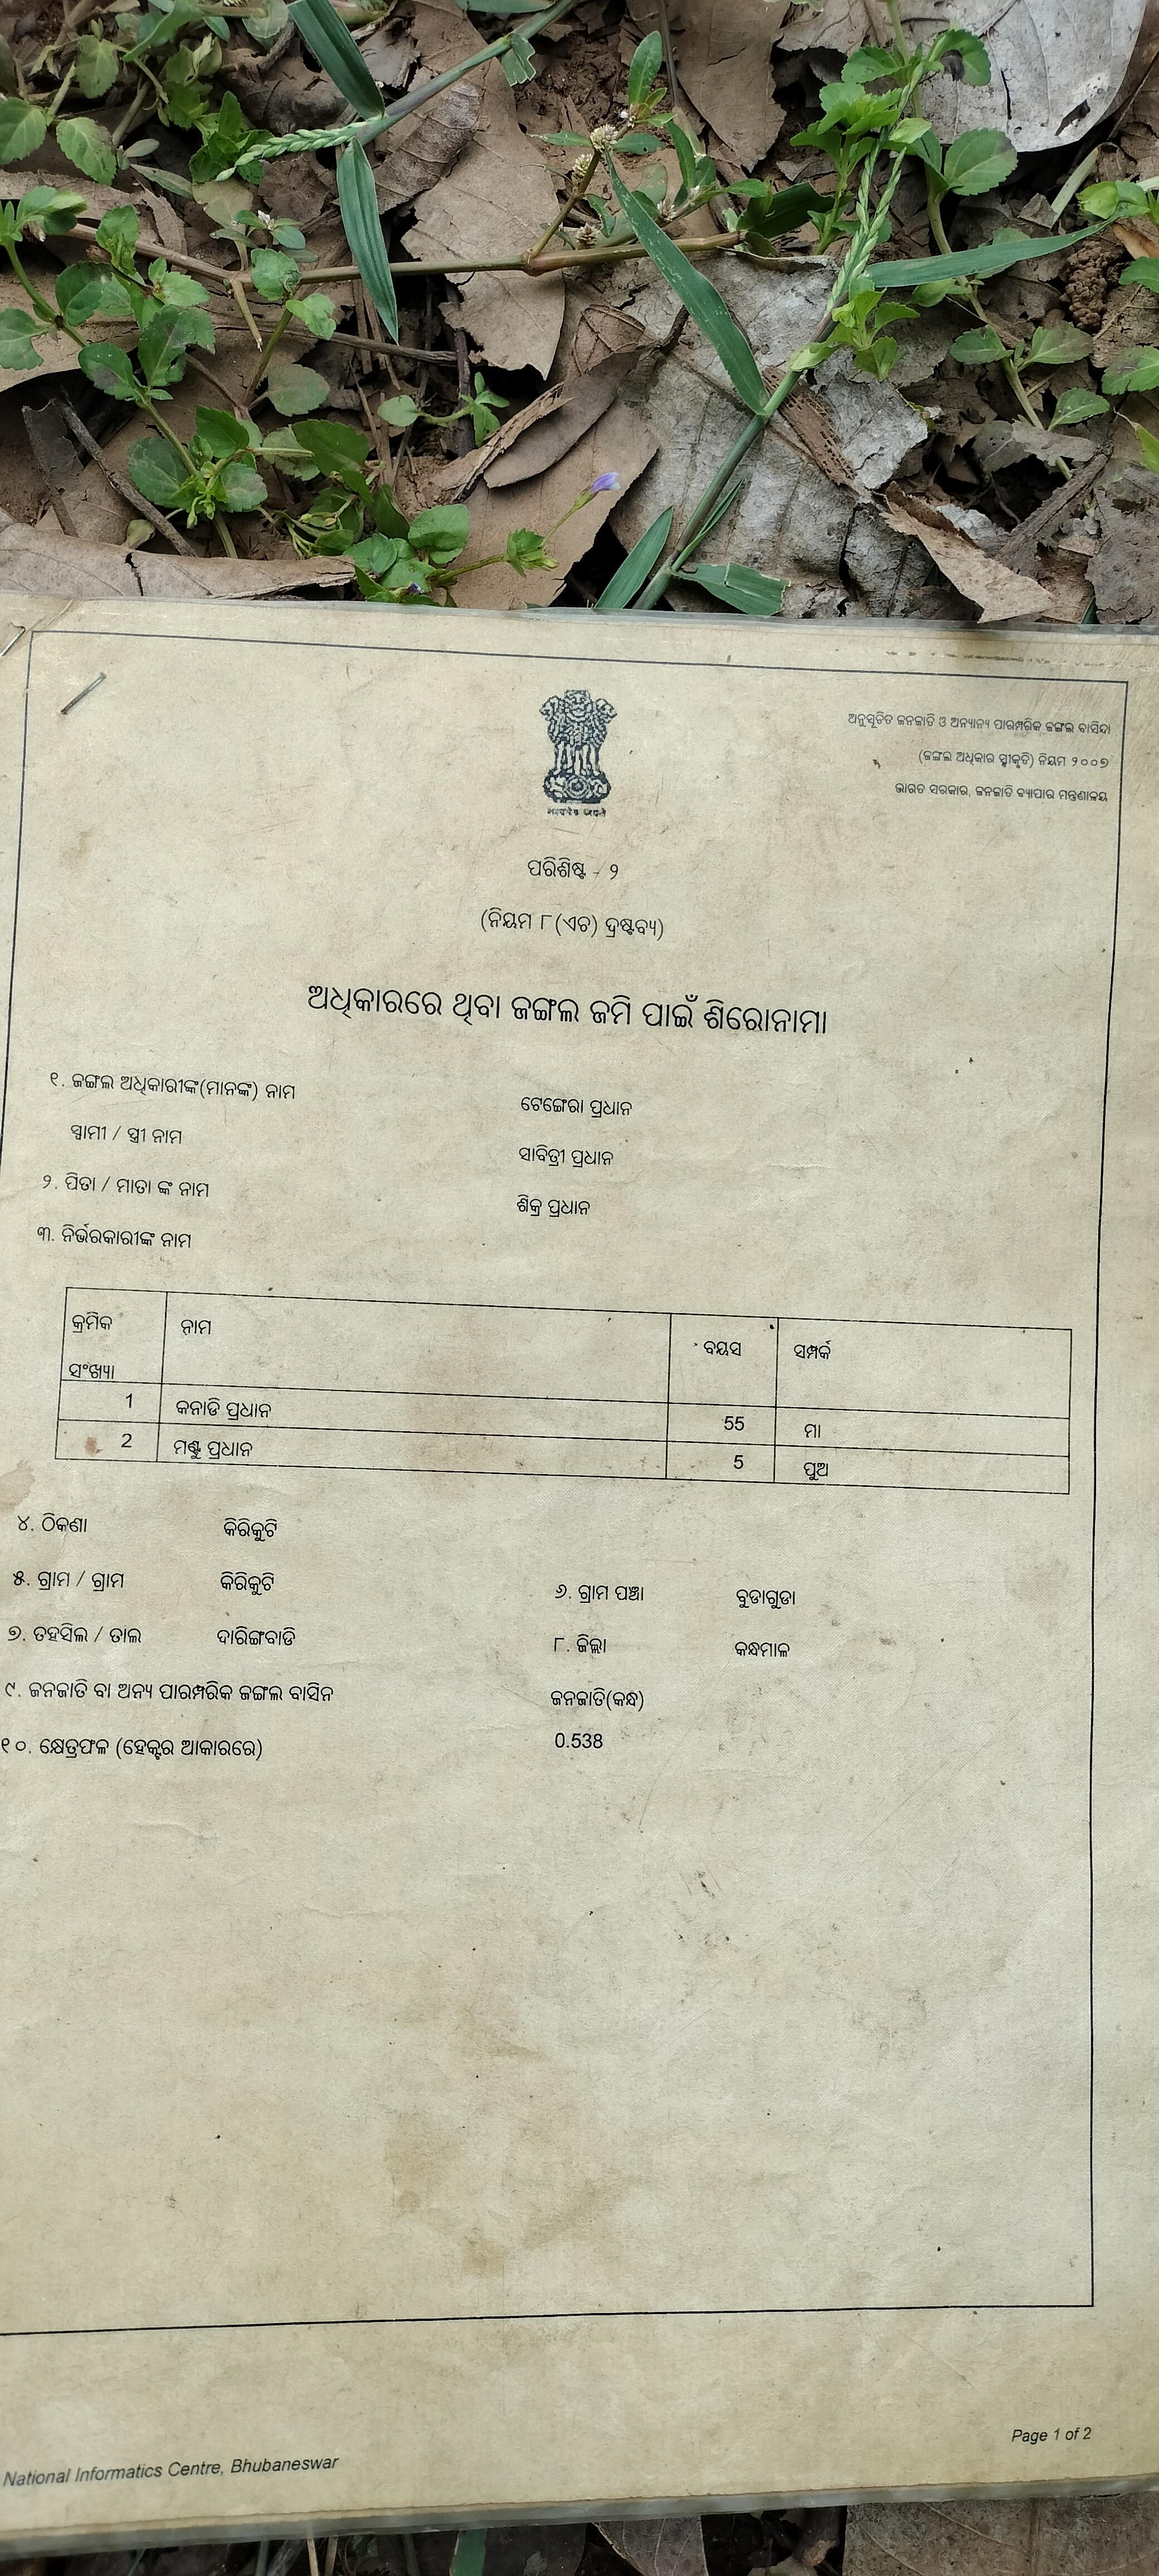 ଅନୁସୂଚିତ ଜନଜାତି ଓ ଅନ୍ୟାନ୍ୟ ପାରମ୍ପରିକ ଜଙ୍ଗଲ ବାସିନ୍ଦା
(ଜଙ୍ଗଲ ଅଧିକାର ସ୍ବୀକୃତି) ନିୟମ ୨୦୦୭
ଭାରତ ସରକାର, ଜନଜାତି ବ୍ୟାପାର ମନ୍ତ୍ରଣାଳୟ
ପରିଶିଷ୍ଟ - ୨
(ନିୟମ ୮(ଏଚ) ଦ୍ରଷ୍ଟବ୍ୟ)
ଅଧିକାରରେ ଥିବା ଜଙ୍ଗଲ ଜମି ପାଇଁ ଶିରୋନାମା
୧. ଜଙ୍ଗଲ ଅଧିକାରୀଙ୍କ(ମାନଙ୍କ) ନାମ ଟେଙ୍ଗେରା ପ୍ରଧାନ
ସ୍ବାମୀ / ସ୍ତ୍ରୀ ନାମ ସାବିତ୍ରୀ ପ୍ରଧାନ
୨. ପିତା / ମାତା ଙ୍କ ନାମ ଶିକ୍ର ପ୍ରଧାନ
୩. ନିର୍ଭରକାରୀଙ୍କ ନାମ
କ୍ରମିକ ସଂଖ୍ୟା ନାମ ବୟସ ସମ୍ପର୍କ
1 କନାଡି ପ୍ରଧାନ 55 ମା
2 ମଣ୍ଟୁ ପ୍ରଧାନ 5 ପୁଅ
୪. ଠିକଣା କିରିକୁଟି
୫. ଗ୍ରାମ / ଗ୍ରାମ କିରିକୁଟି ୬. ଗ୍ରାମ ପଞ୍ଚା ବୁଡାଗୁଡା
୭. ତହସିଲ / ତାଲ ଦାରିଙ୍ଗବାଡି ୮. ଜିଲ୍ଲା କନ୍ଧମାଳ
୯. ଜନଜାତି ବା ଅନ୍ୟ ପାରମ୍ପରିକ ଜଙ୍ଗଲ ବାସିନ ଜନଜାତି(କନ୍ଧ)
୧୦. କ୍ଷେତ୍ରଫଳ (ହେକ୍ଟର ଆକାରରେ) 0.538
Page 1 of 2
National Informatics Centre, Bhubaneswar